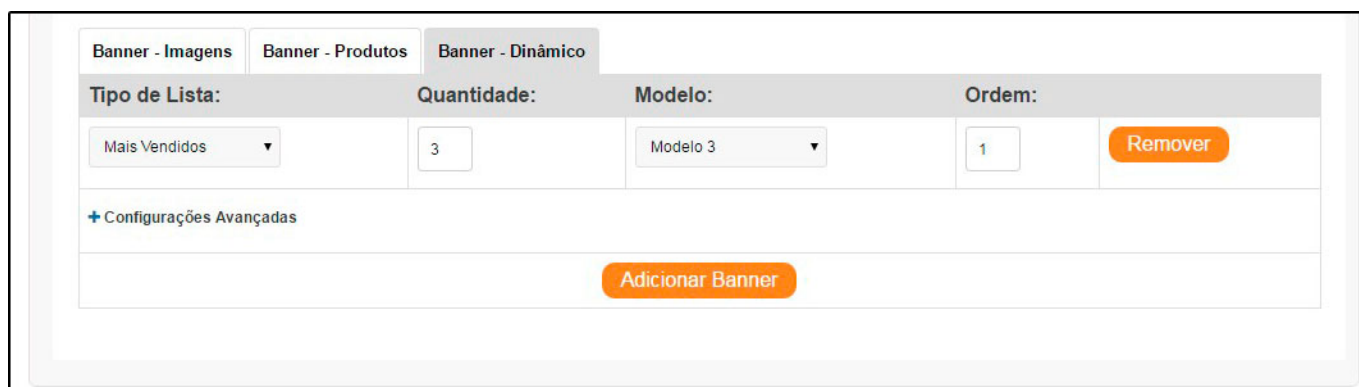 Banner - Imagens Banner - Produtos Banner - Dinâmico
Tipo de Lista: Quantidade: Modelo: Ordem:
Mais Vendidos 3 Modelo 3 1 Remover
+ Configurações Avançadas
Adicionar Banner